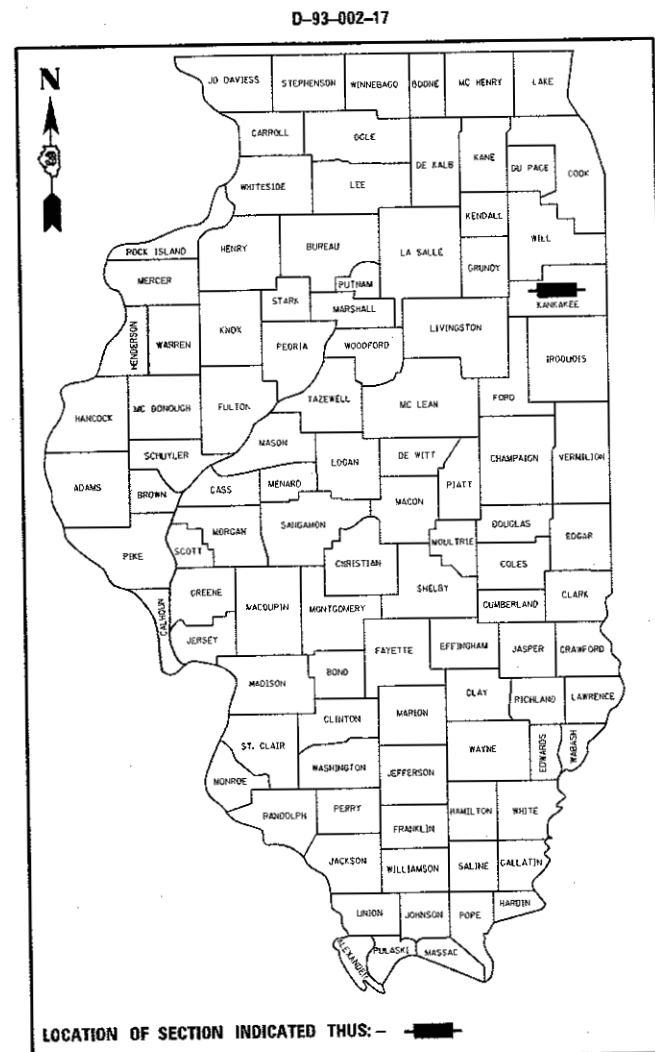 D-93-002-17
N
JO DAVIESS STEPHENSON WINNEBAGO BOONE MC HENRY LAKE
CARROLL OGLE
DE KALB KANE DU PAGE COOK
WHITESIDE LEE
KENDALL WILL
ROCK ISLAND HENRY BUREAU LA SALLE
MERCER PUTNAM GRUNDY
STARK MARSHALL KANKAKEE
HENDERSON WARREN KNOX PEORIA WOODFORD LIVINGSTON
IROQUOIS
HANCOCK MC DONOUGH FULTON TAZEWELL MC LEAN FORD
MASON
SCHUYLER LOGAN DE WITT CHAMPAIGN VERMILION
ADAMS BROWN CASS MENARD PIATT
MACON
MORGAN SANGAMON DOUGLAS
PIKE SCOTT CHRISTIAN MOULTRIE EDGAR
COLES
GREENE SHELBY CLARK
CALHOUN MACOUPIN MONTGOMERY CUMBERLAND
JERSEY FAYETTE EFFINGHAM JASPER CRAWFORD
MADISON BOND
CLAY RICHLAND LAWRENCE
CLINTON MARION
ST. CLAIR WAYNE EDWARDS WABASH
WASHINGTON JEFFERSON
MONROE
RANDOLPH PERRY HAMILTON WHITE
FRANKLIN
JACKSON WILLIAMSON SALINE GALLATIN
UNION JOHNSON POPE HARDIN
ALEXANDER PULASKI MASSAC
LOCATION OF SECTION INDICATED THUS: -